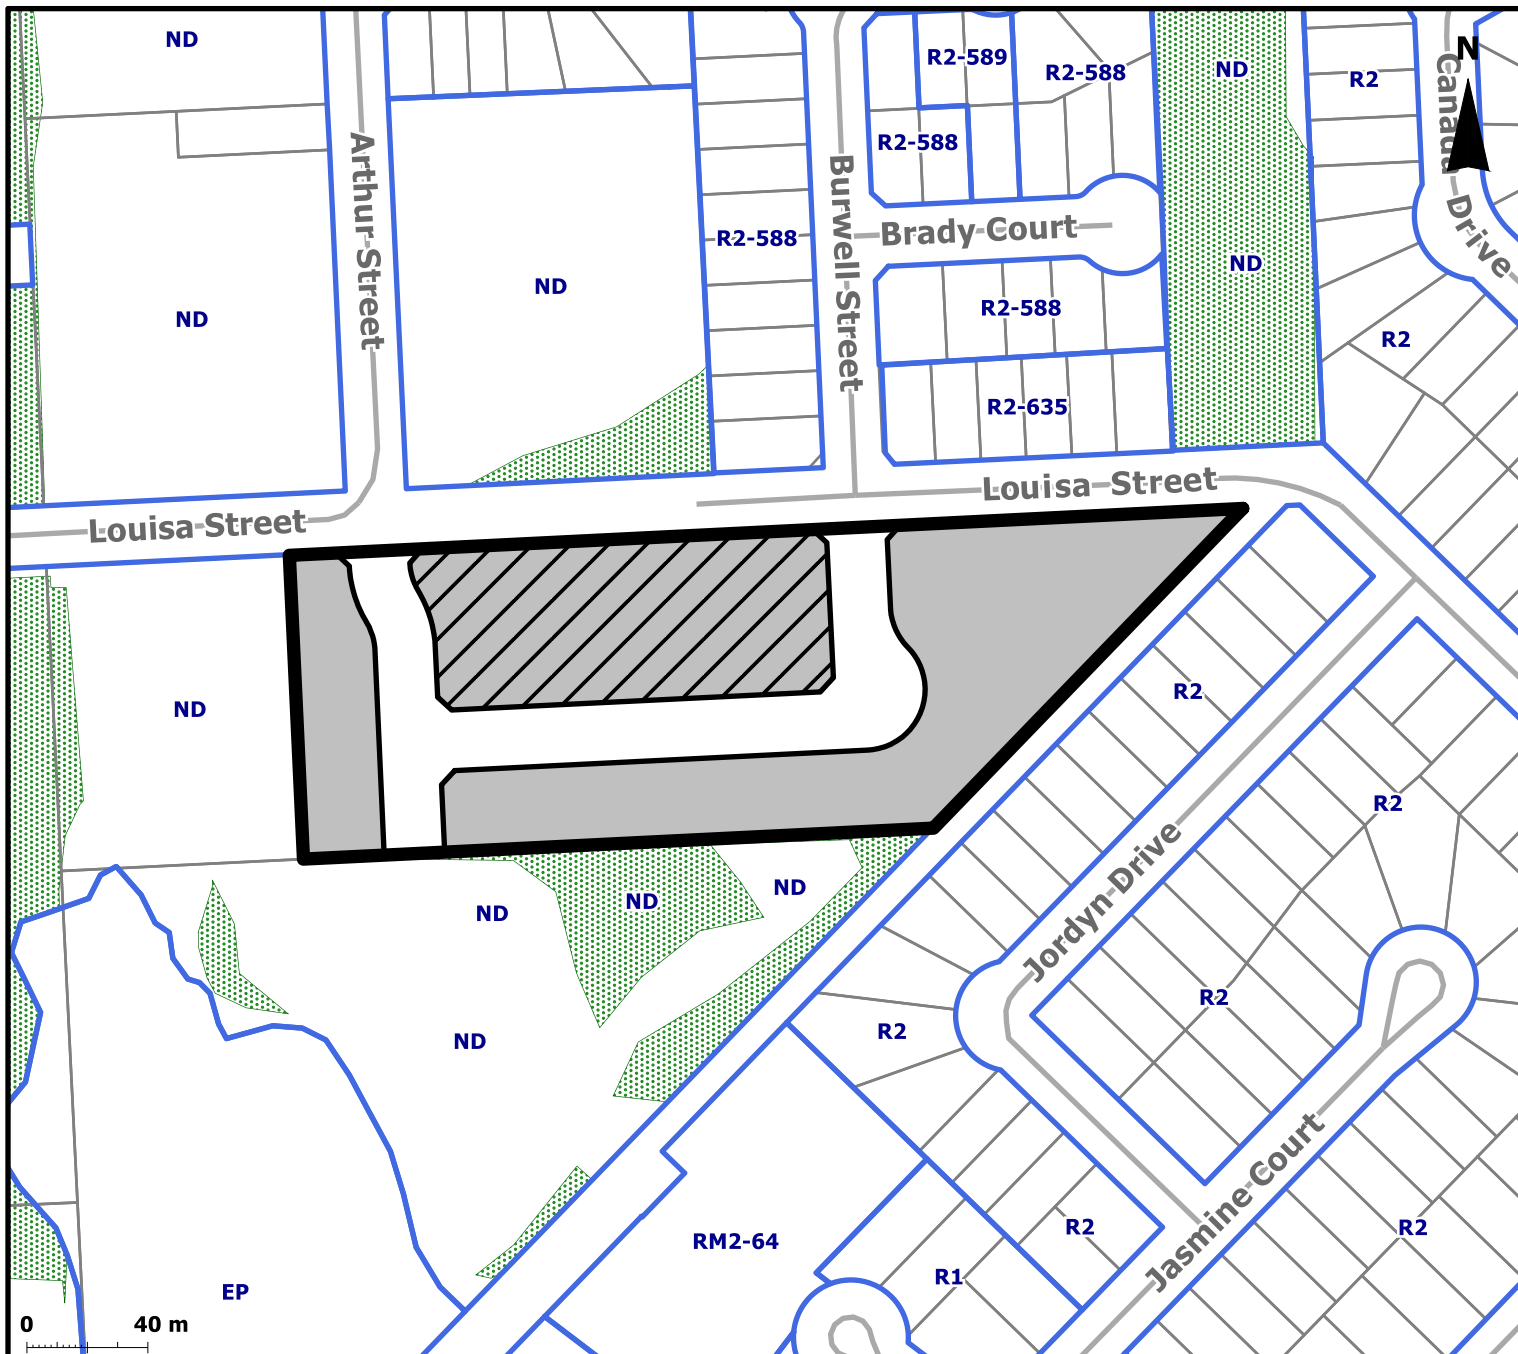 ND
R2-589
R2-588
ND
R2
N
Canada Drive
Arthur Street
R2-588
Burwell Street
Brady Court
R2-588
ND
ND
ND
R2-588
R2
R2-635
Louisa Street
Louisa Street
R2
ND
R2
Jordyn Drive
ND
ND
ND
R2
ND
R2
Jasmine Court
R2
R2
RM2-64
R1
EP
0 40 m